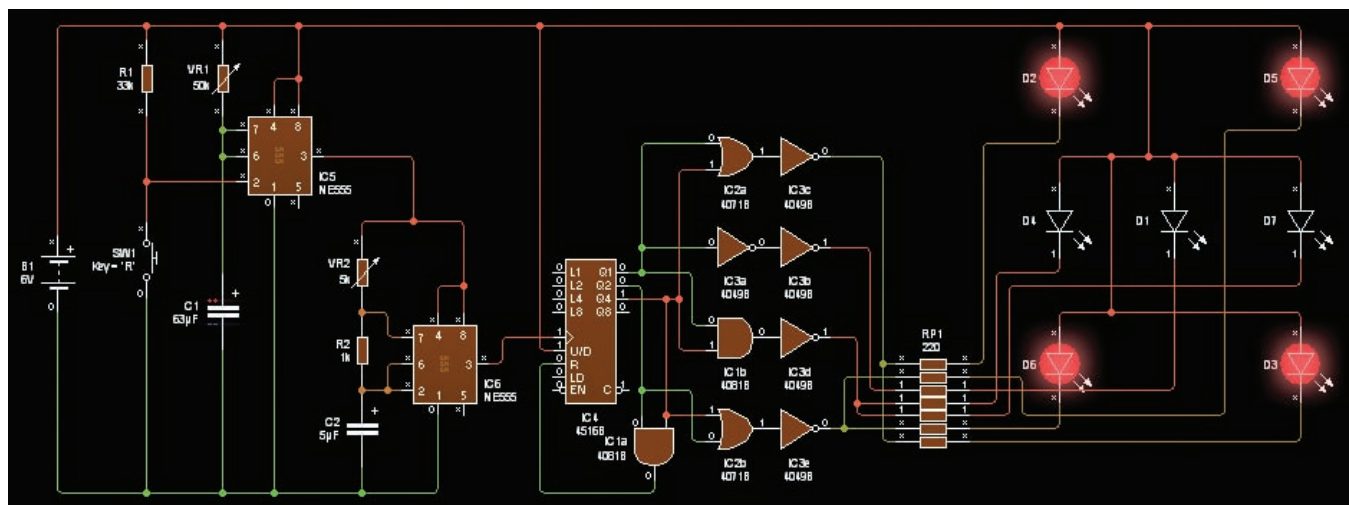 R1
33k
VR1
50k
7 4 8
6 555 3
2 1 5
IC5
NE555
B1
6V
SW1
Key = 'R'
C1
63µF
VR2
5k
R2
1k
C2
5µF
7 4 8
6 555 3
2 1 5
IC6
NE555
L1 Q1
L2 Q2
L4 Q4
L8 Q8
U/D
R
LD
EN C
IC4
4516B
IC1a
4081B
IC2a
4071B
IC3c
4049B
IC3a
4049B
IC3b
4049B
IC1b
4081B
IC3d
4049B
IC2b
4071B
IC3e
4049B
RP1
220
D2
D5
D4
D1
D7
D6
D3